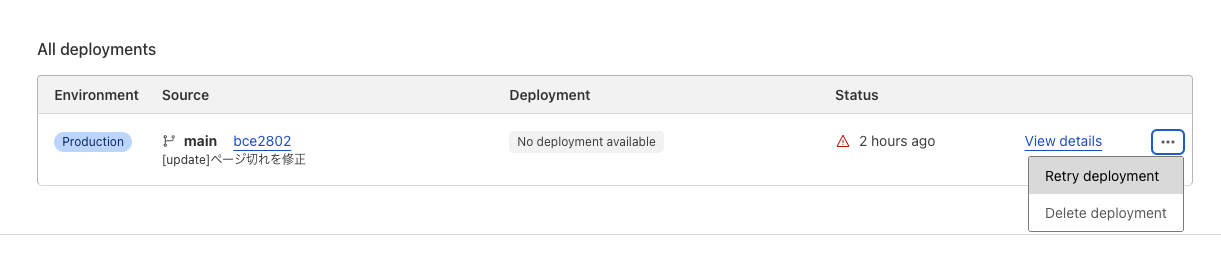 All deployments
Environment Source Deployment Status
Production main bce2802 No deployment available 2 hours ago View details ...
[update]ページ切れを修正
Retry deployment
Delete deployment